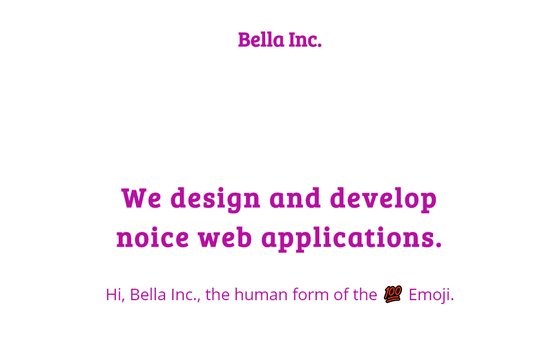 Bella Inc.
We design and develop
noice web applications.
Hi, Bella Inc., the human form of the 💯 Emoji.